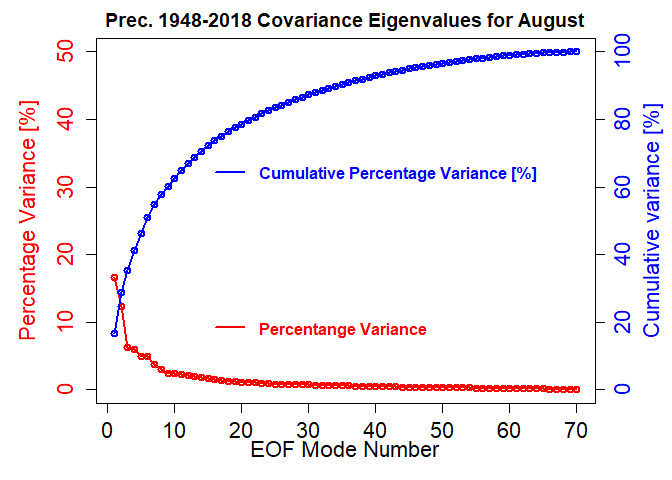 Prec. 1948-2018 Covariance Eigenvalues for August
Percentage Variance [%]
50
40
30
20
10
0
Cumulative Percentage Variance [%]
Percentange Variance
100
80
60
40
20
0
Cumulative variance [%]
0 10 20 30 40 50 60 70
EOF Mode Number